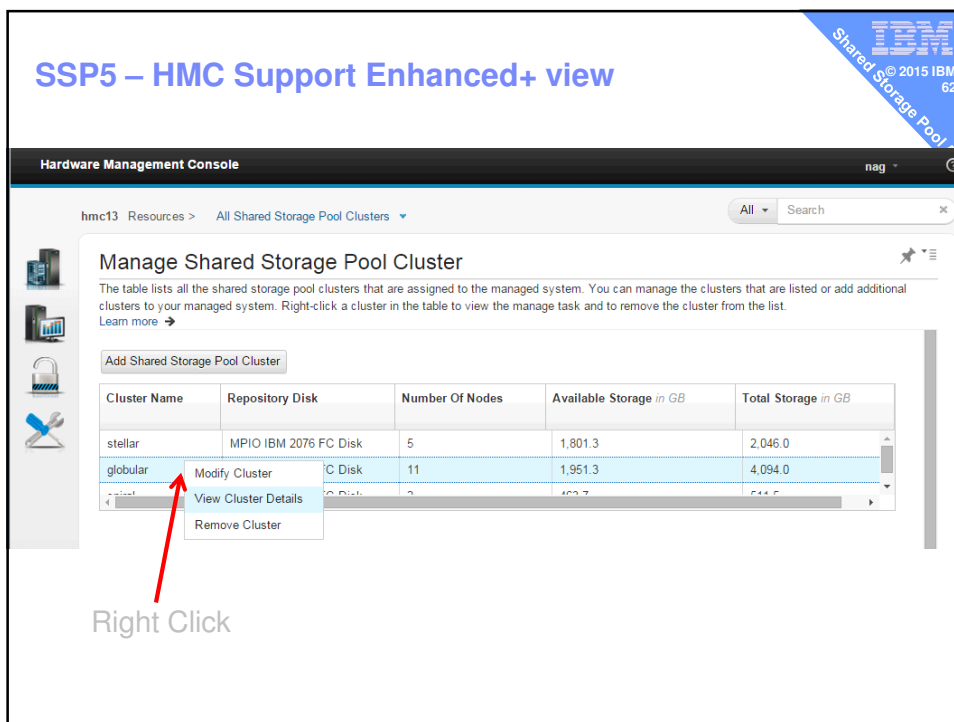 SSP5 – HMC Support Enhanced+ view
IBM
© 2015 IBM
62
Shared Storage Pool
Hardware Management Console
nag
hmc13 Resources > All Shared Storage Pool Clusters
All
Search
Manage Shared Storage Pool Cluster
The table lists all the shared storage pool clusters that are assigned to the managed system. You can manage the clusters that are listed or add additional
clusters to your managed system. Right-click a cluster in the table to view the manage task and to remove the cluster from the list.
Learn more
Add Shared Storage Pool Cluster
Cluster Name Repository Disk Number Of Nodes Available Storage in GB Total Storage in GB
stellar MPIO IBM 2076 FC Disk 5 1,801.3 2,046.0
globular C Disk 11 1,951.3 4,094.0
Modify Cluster
View Cluster Details
Remove Cluster
Right Click